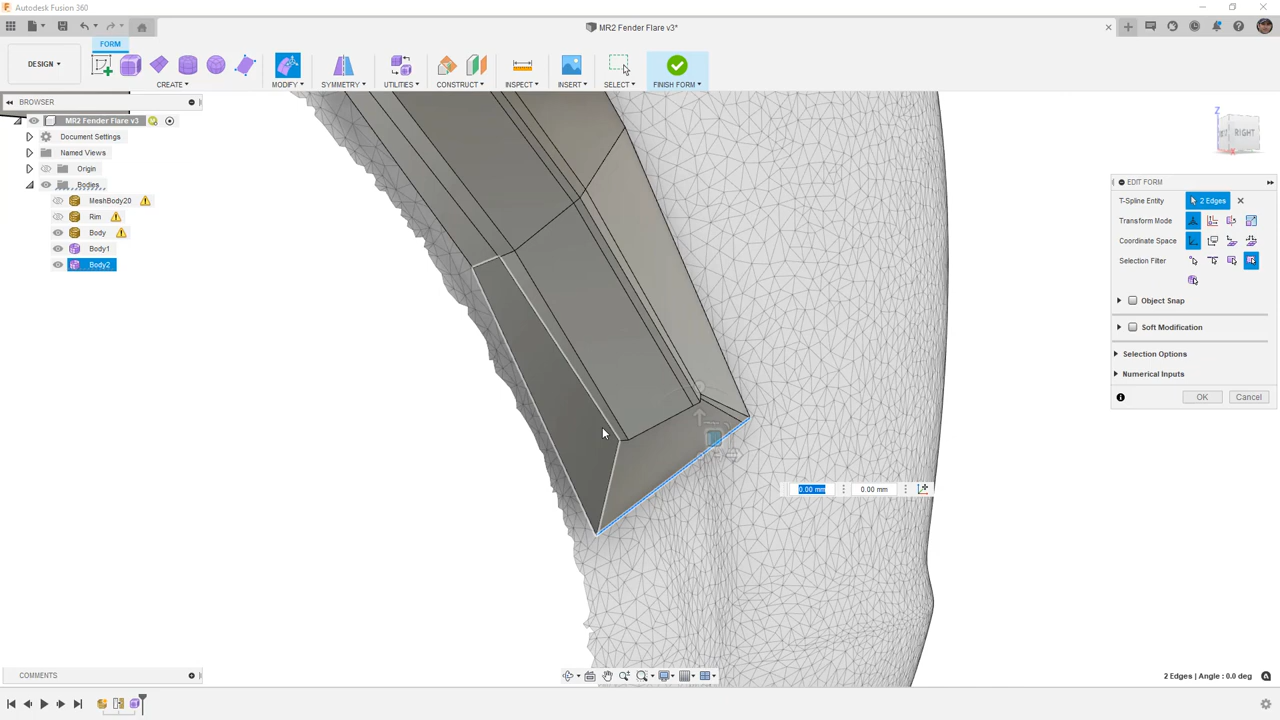 Autodesk Fusion 360
MR2 Fender Flare v3*
FORM
DESIGN
CREATE
MODIFY
SYMMETRY
UTILITIES
CONSTRUCT
INSPECT
INSERT
SELECT
FINISH FORM
BROWSER
MR2 Fender Flare v3
Document Settings
Named Views
Origin
Bodies
MeshBody20
Rim
Body
Body1
Body2
Z
RIGHT
EDIT FORM
T-Spline Entity
2 Edges
Transform Mode
Coordinate Space
Selection Filter
Object Snap
Soft Modification
Selection Options
Numerical Inputs
OK
Cancel
0.00 mm
0.00 mm
COMMENTS
2 Edges | Angle : 0.0 deg